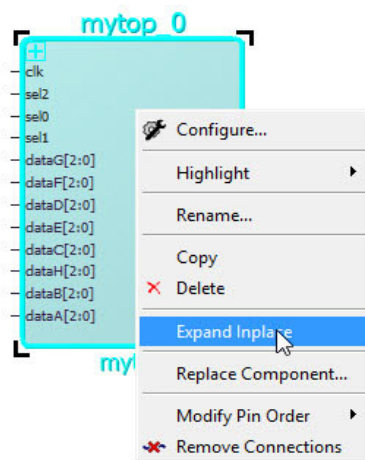 mytop_0
clk
sel2
sel0
sel1
dataG[2:0]
dataF[2:0]
dataD[2:0]
dataE[2:0]
dataC[2:0]
dataH[2:0]
dataB[2:0]
dataA[2:0]
Configure...
Highlight
Rename...
Copy
Delete
Expand Inplace
Replace Component...
Modify Pin Order
Remove Connections